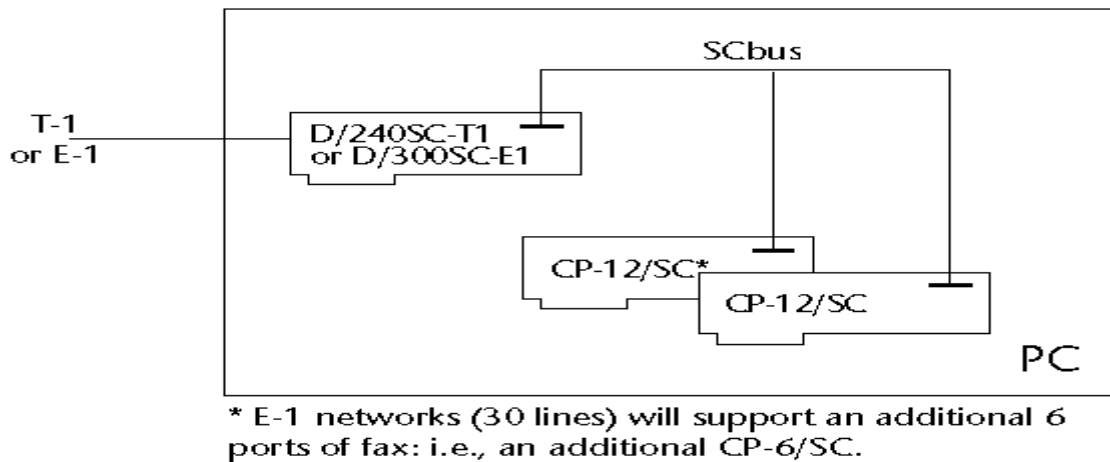 SCbus
T-1
or E-1
D/240SC-T1
or D/300SC-E1
CP-12/SC*
CP-12/SC
PC
* E-1 networks (30 lines) will support an additional 6
ports of fax: i.e., an additional CP-6/SC.